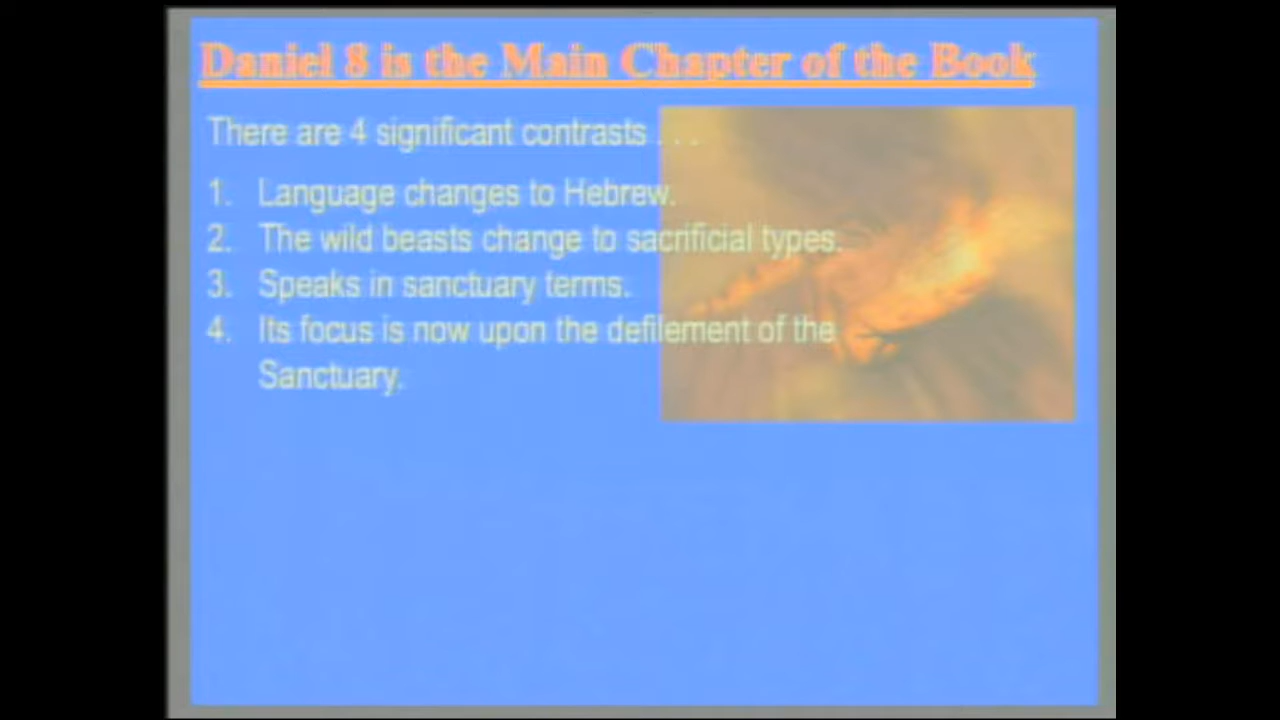 Daniel 8 is the Main Chapter of the Book
There are 4 significant contrasts . . .
1. Language changes to Hebrew.
2. The wild beasts change to sacrificial types.
3. Speaks in sanctuary terms.
4. Its focus is now upon the defilement of the
Sanctuary.